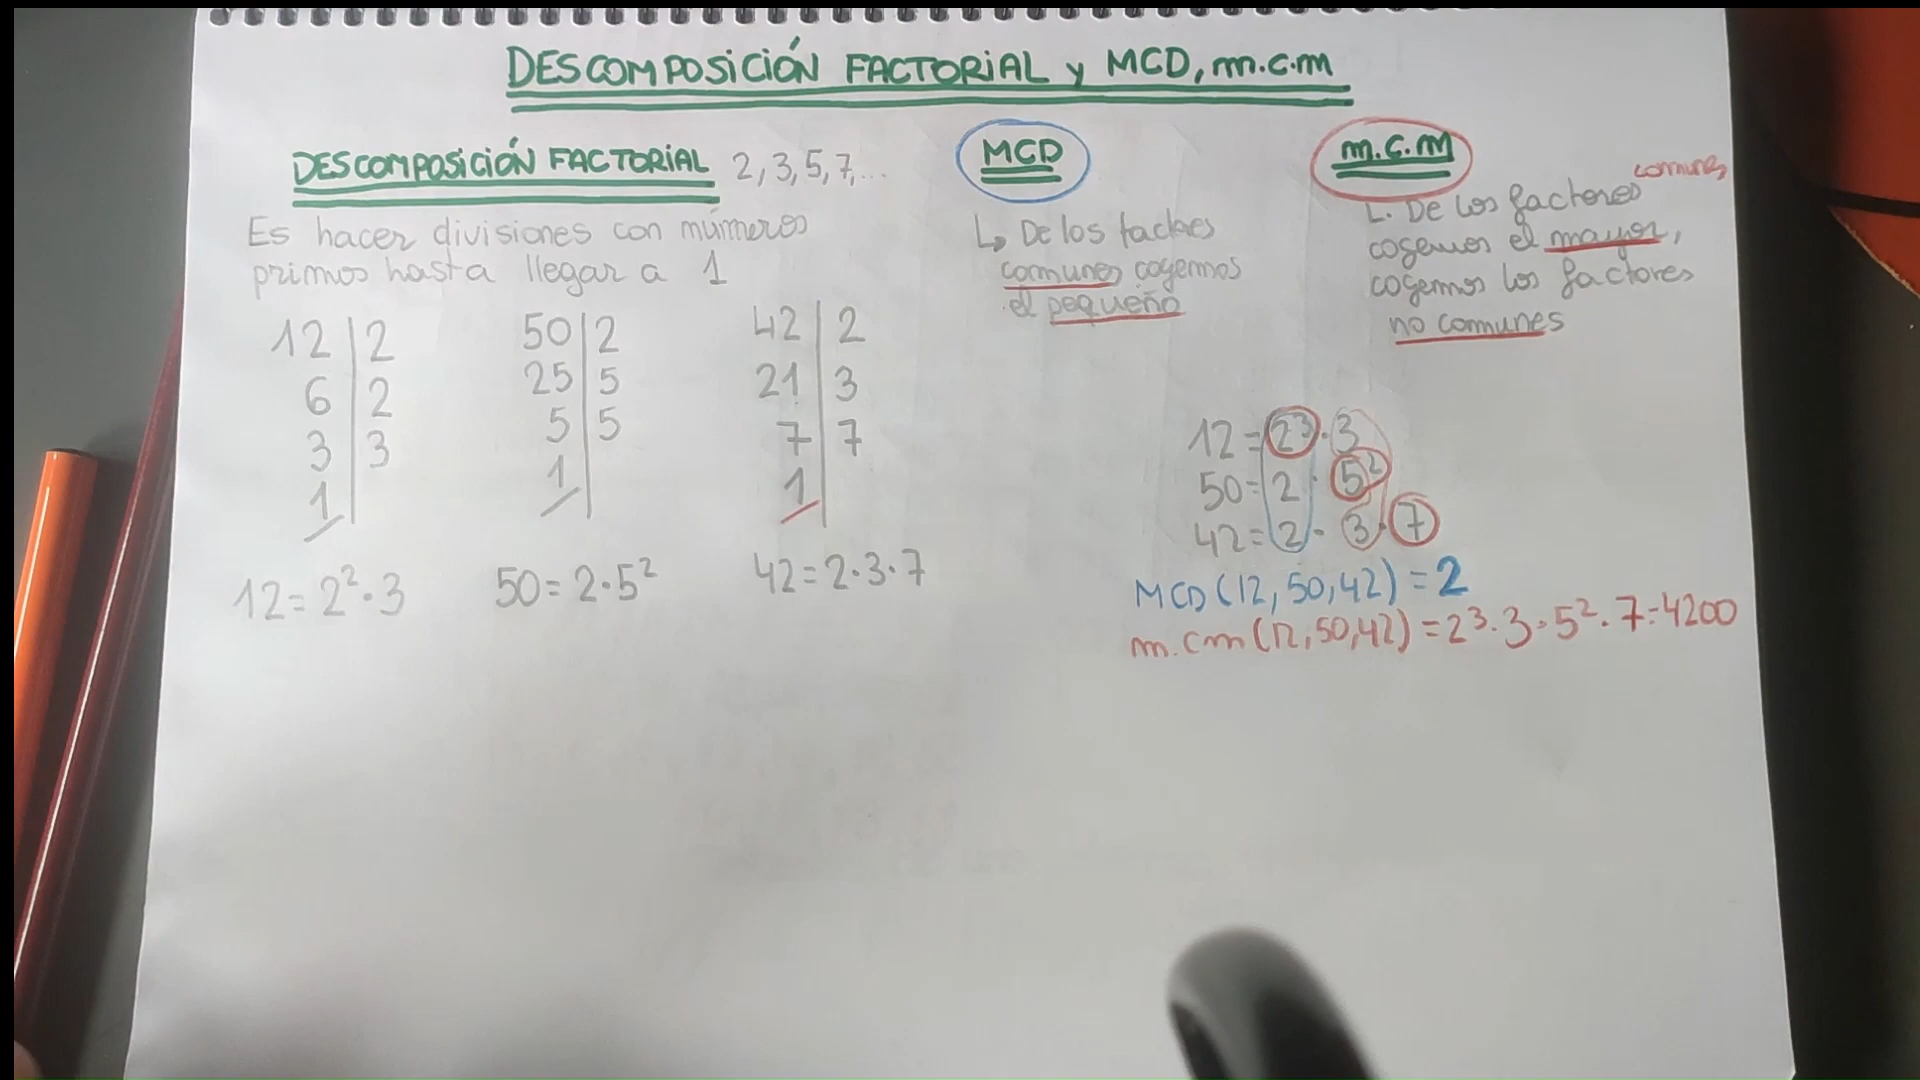 DESCOMPOSICIÓN FACTORIAL y MCD, m.c.m
DESCOMPOSICIÓN FACTORIAL 2, 3, 5, 7, ...
Es hacer divisiones con números
primos hasta llegar a 1
12 | 2
6 | 2
3 | 3
1
12 = 2² · 3
50 | 2
25 | 5
5 | 5
1
50 = 2 · 5²
42 | 2
21 | 3
7 | 7
1
42 = 2 · 3 · 7
MCD
↳ De los factores
comunes cogemos
el pequeño
m.c.m
comunes
L. De los factores
cogemos el mayor,
cogemos los factores
no comunes
12 = 2³ · 3
50 = 2 · 5²
42 = 2 · 3 · 7
MCD (12, 50, 42) = 2
m.cm (12, 50, 42) = 2³ · 3 · 5² · 7 = 4200